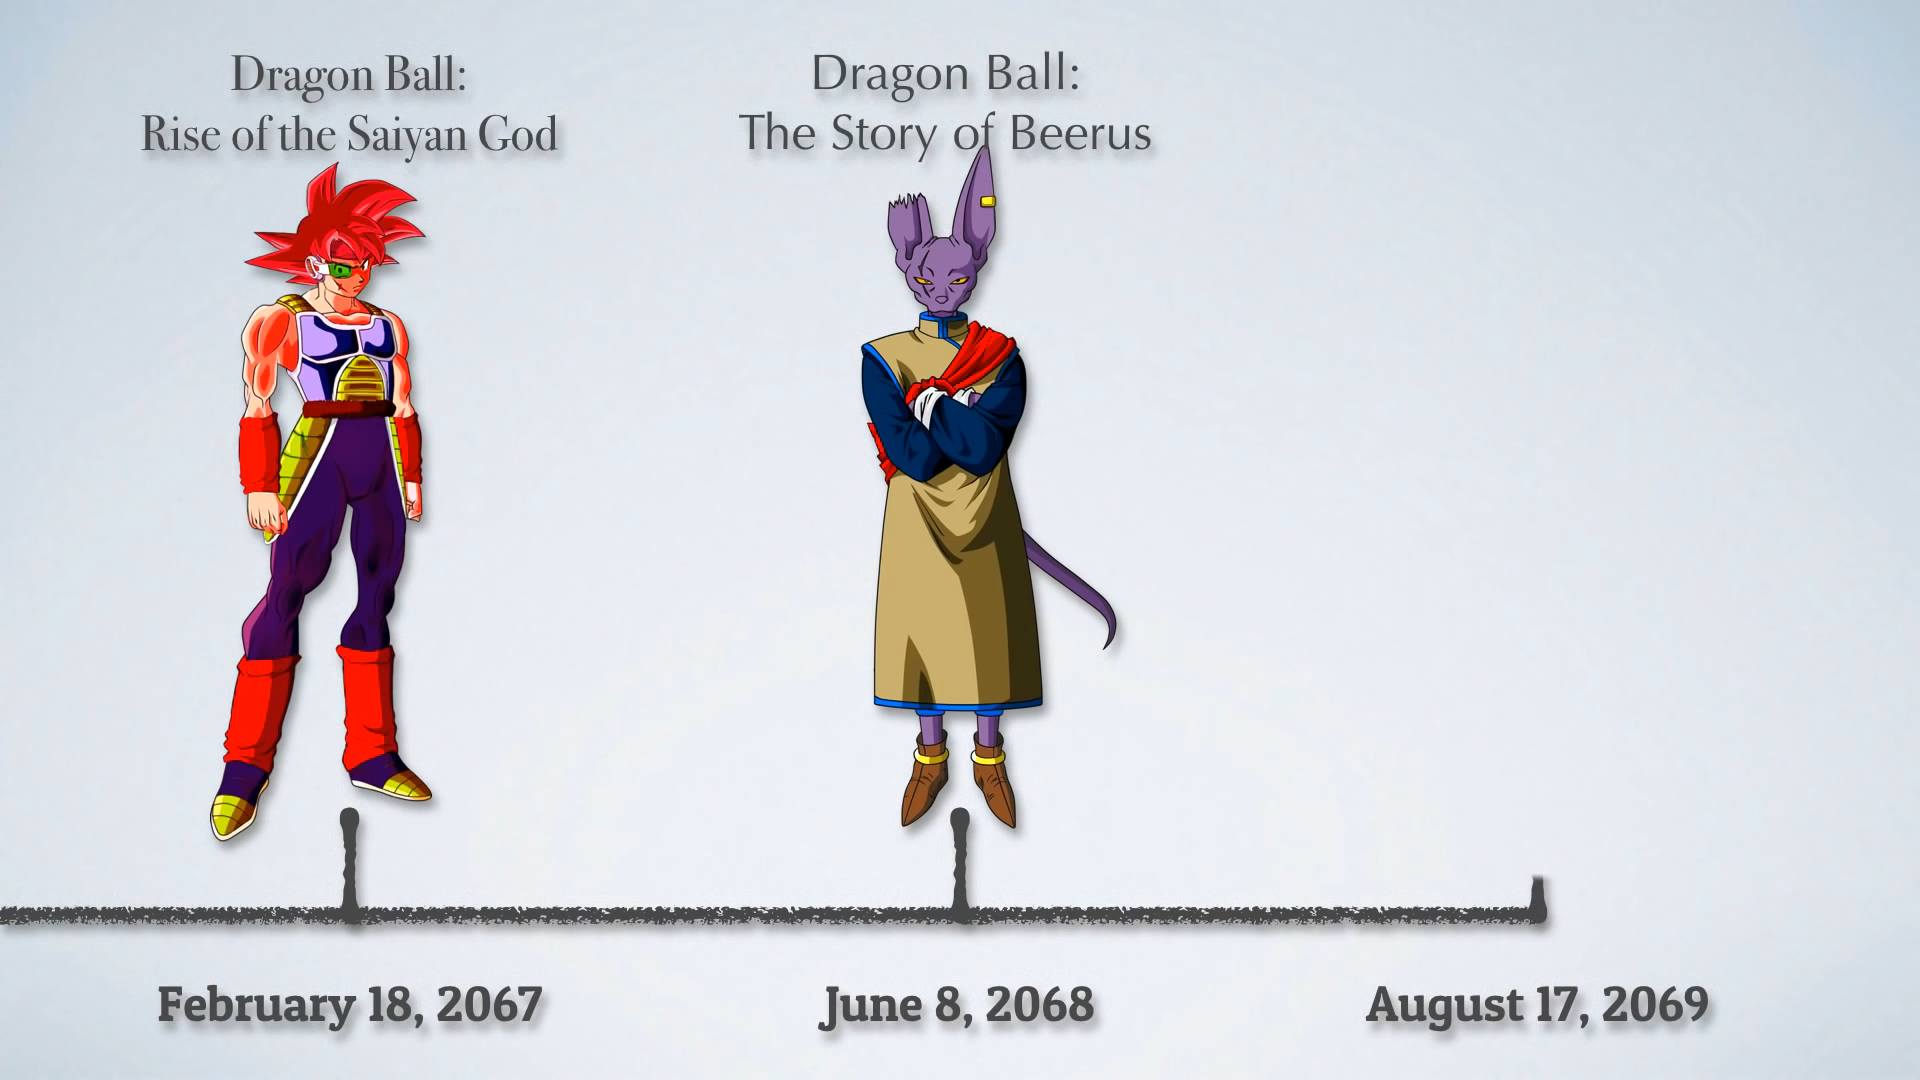 Dragon Ball:
Rise of the Saiyan God
Dragon Ball:
The Story of Beerus
February 18, 2067
June 8, 2068
August 17, 2069